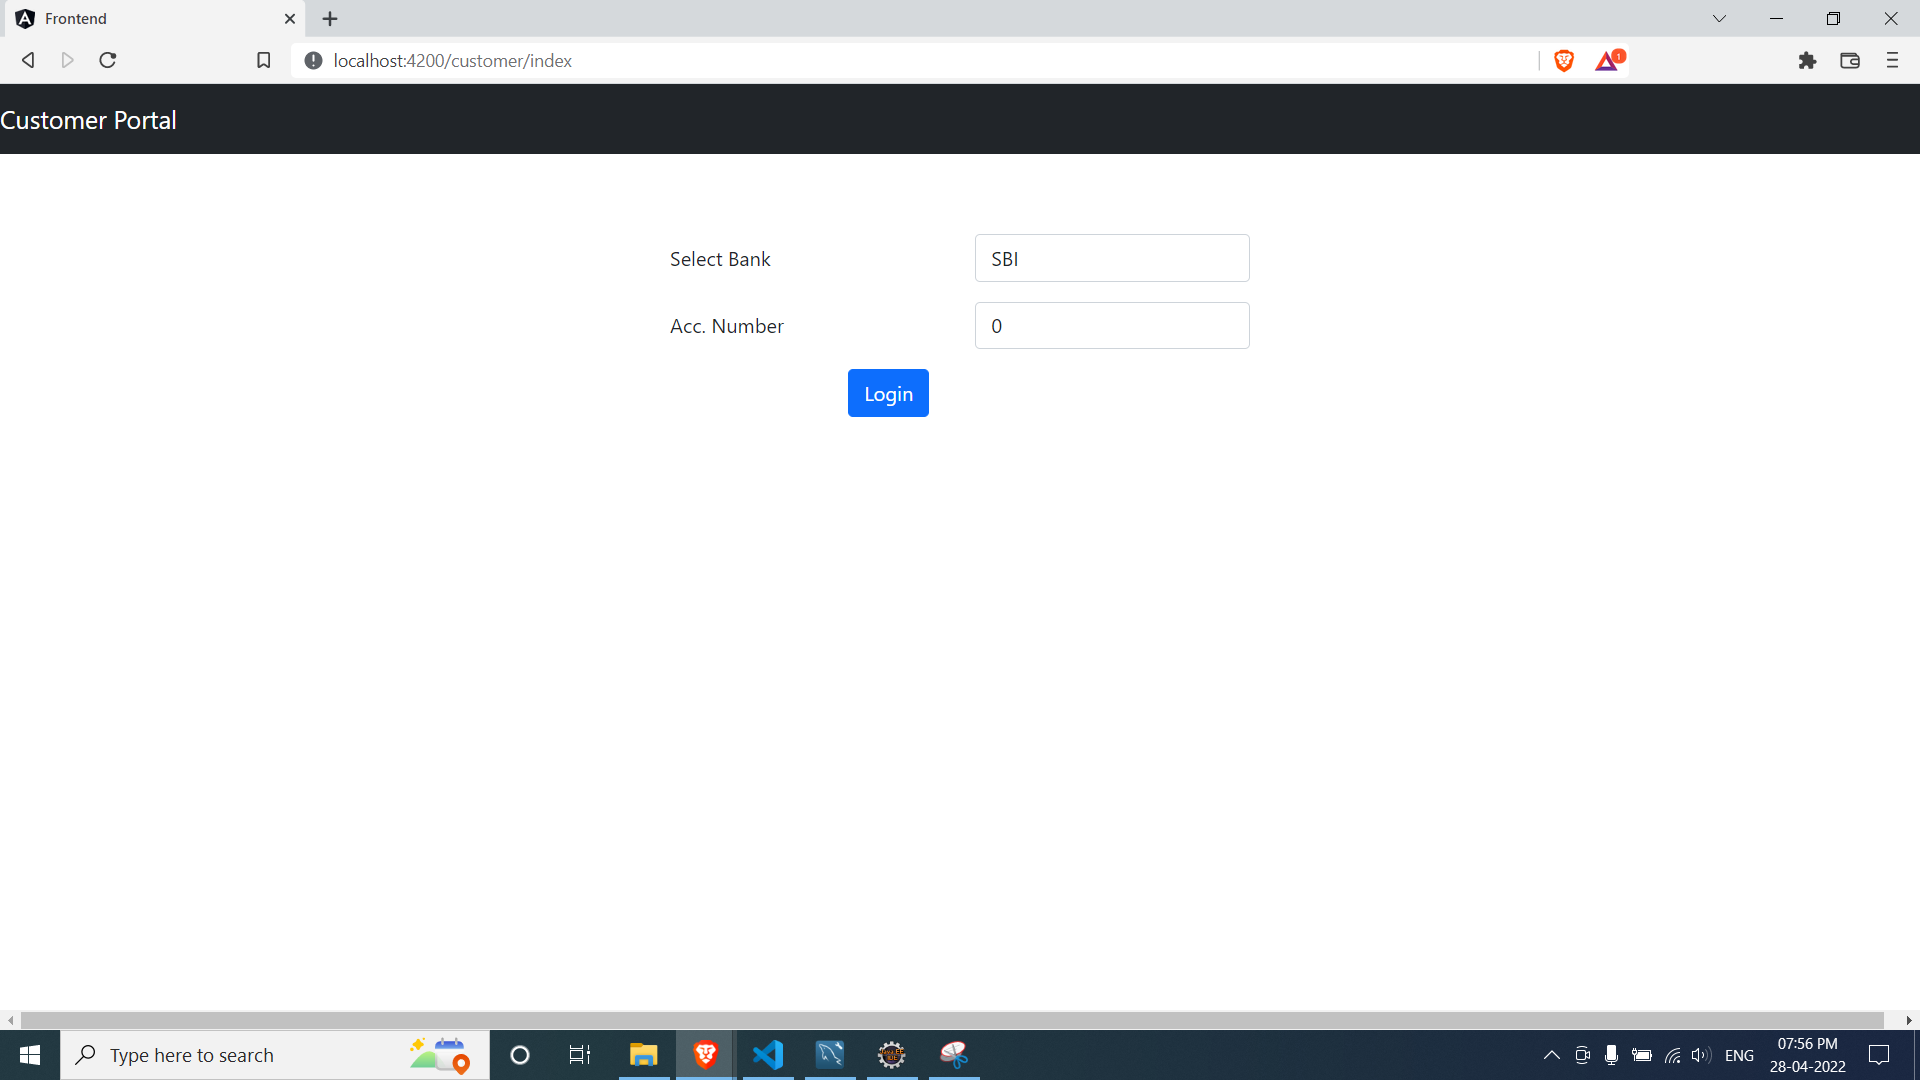 Frontend
localhost:4200/customer/index
1
Customer Portal
Select Bank
SBI
Acc. Number
0
Login
Type here to search
ENG
07:56 PM
28-04-2022